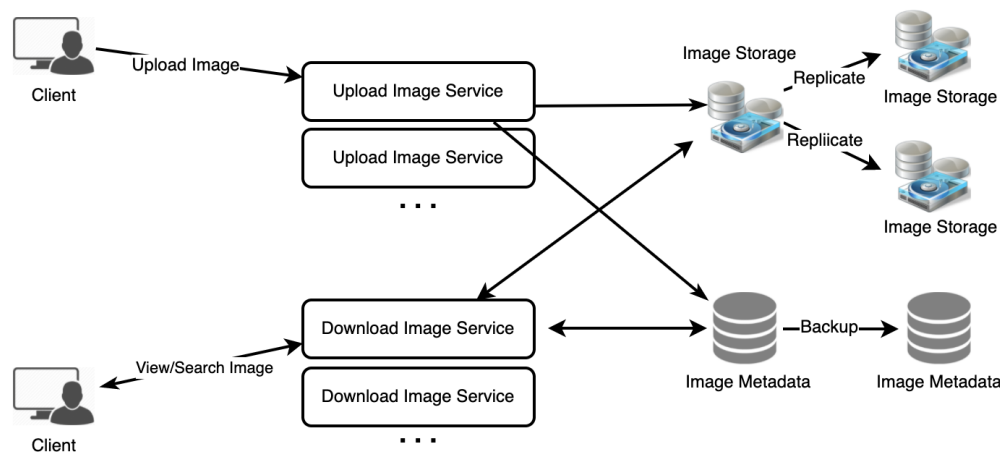 Client
Upload Image
Upload Image Service
Upload Image Service
. . .
Image Storage
Replicate
Image Storage
Repliicate
Image Storage
Client
View/Search Image
Download Image Service
Download Image Service
. . .
Image Metadata
Backup
Image Metadata